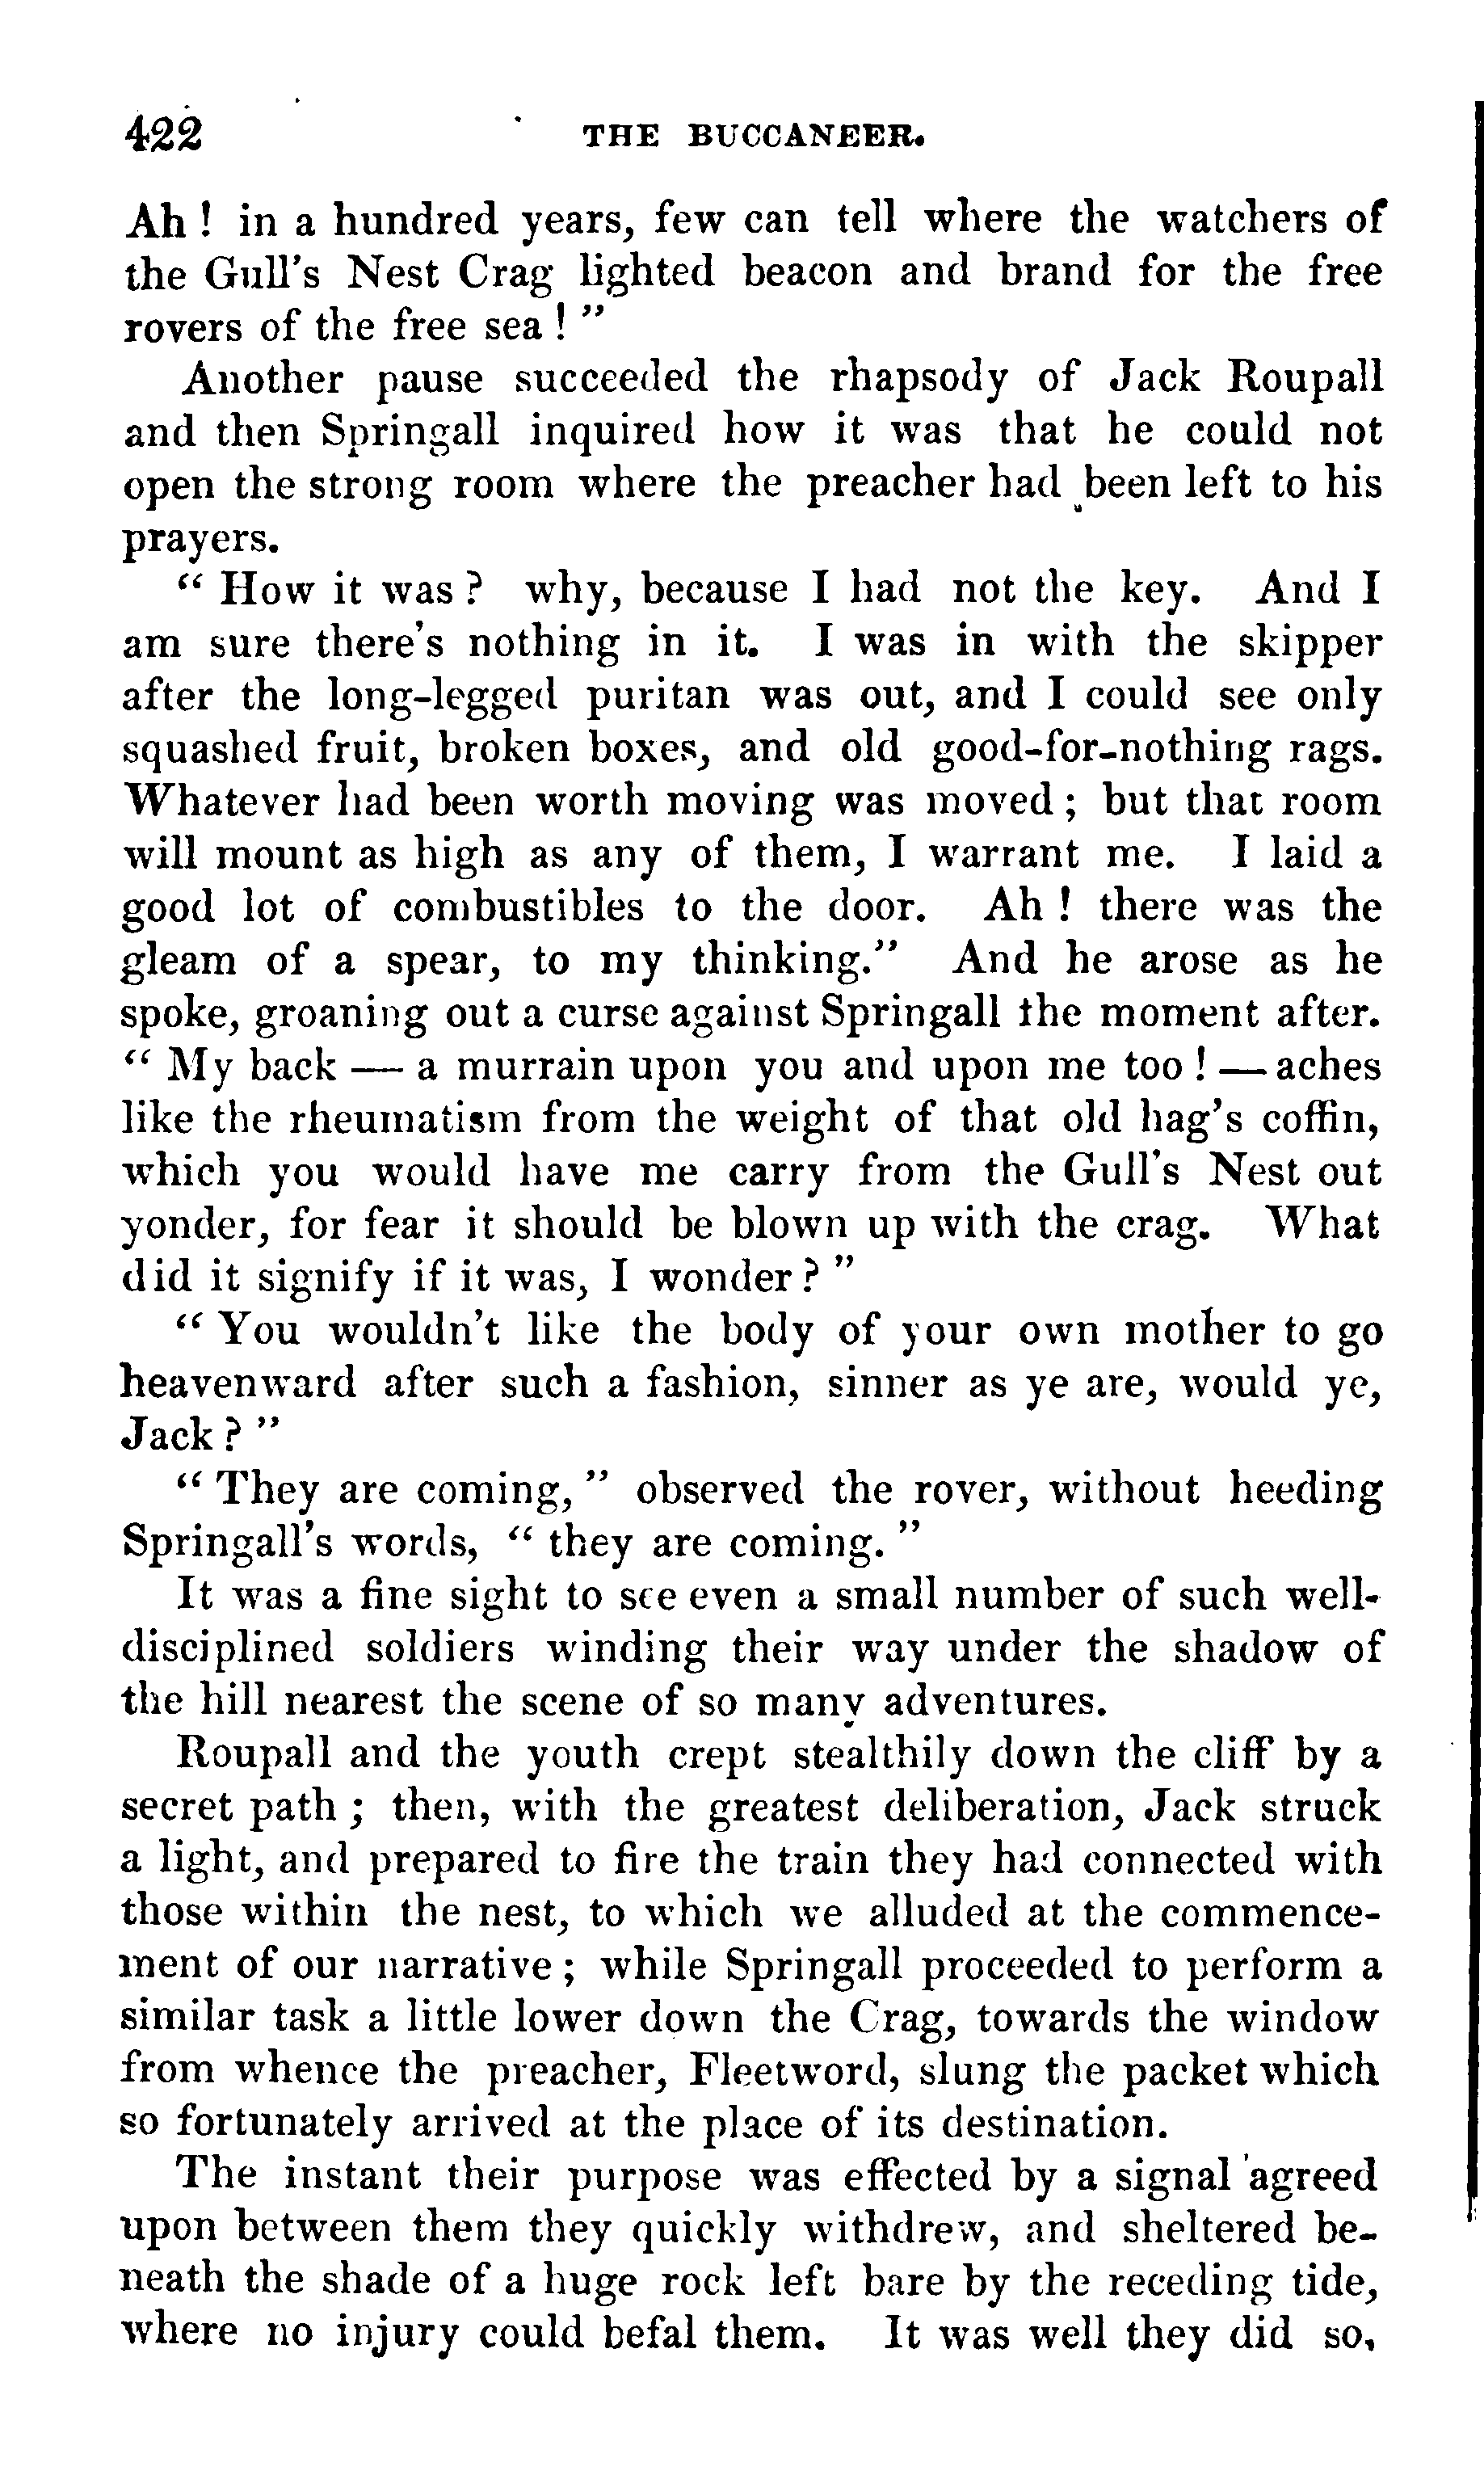 422 THE BUCCANEER.
Ah! in a hundred years, few can tell where the watchers of
the Gull's Nest Crag lighted beacon and brand for the free
rovers of the free sea!"
Another pause succeeded the rhapsody of Jack Roupall
and then Springall inquired how it was that he could not
open the strong room where the preacher had been left to his
prayers.
"How it was? why, because I had not the key. And I
am sure there's nothing in it. I was in with the skipper
after the long-legged puritan was out, and I could see only
squashed fruit, broken boxes, and old good-for-nothing rags.
Whatever had been worth moving was moved; but that room
will mount as high as any of them, I warrant me. I laid a
good lot of combustibles to the door. Ah! there was the
gleam of a spear, to my thinking." And he arose as he
spoke, groaning out a curse against Springall the moment after.
"My back — a murrain upon you and upon me too! — aches
like the rheumatism from the weight of that old hag's coffin,
which you would have me carry from the Gull's Nest out
yonder, for fear it should be blown up with the crag. What
did it signify if it was, I wonder?"
"You wouldn't like the body of your own mother to go
heavenward after such a fashion, sinner as ye are, would ye,
Jack?"
"They are coming," observed the rover, without heeding
Springall's words, "they are coming."
It was a fine sight to see even a small number of such well-
disciplined soldiers winding their way under the shadow of
the hill nearest the scene of so many adventures.
Roupall and the youth crept stealthily down the cliff by a
secret path; then, with the greatest deliberation, Jack struck
a light, and prepared to fire the train they had connected with
those within the nest, to which we alluded at the commence-
ment of our narrative; while Springall proceeded to perform a
similar task a little lower down the Crag, towards the window
from whence the preacher, Fleetword, slung the packet which
so fortunately arrived at the place of its destination.
The instant their purpose was effected by a signal agreed
upon between them they quickly withdrew, and sheltered be-
neath the shade of a huge rock left bare by the receding tide,
where no injury could befal them. It was well they did so,